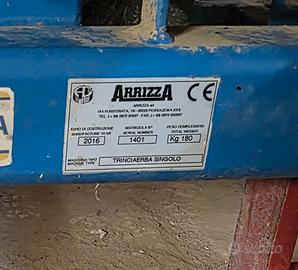 ARRIZZA
CE
ARRIZZA srl
ANNO DI COSTRUZIONE
MANUFACTURE YEAR
2016
MATRICOLA N°
SERIAL NUMBER
1401
PESO COMPLESSIVO
TOTAL WEIGHT
Kg 180
MACCHINA TIPO
MACHINE TYPE
TRINCIAERBA SINGOLO
A
subito